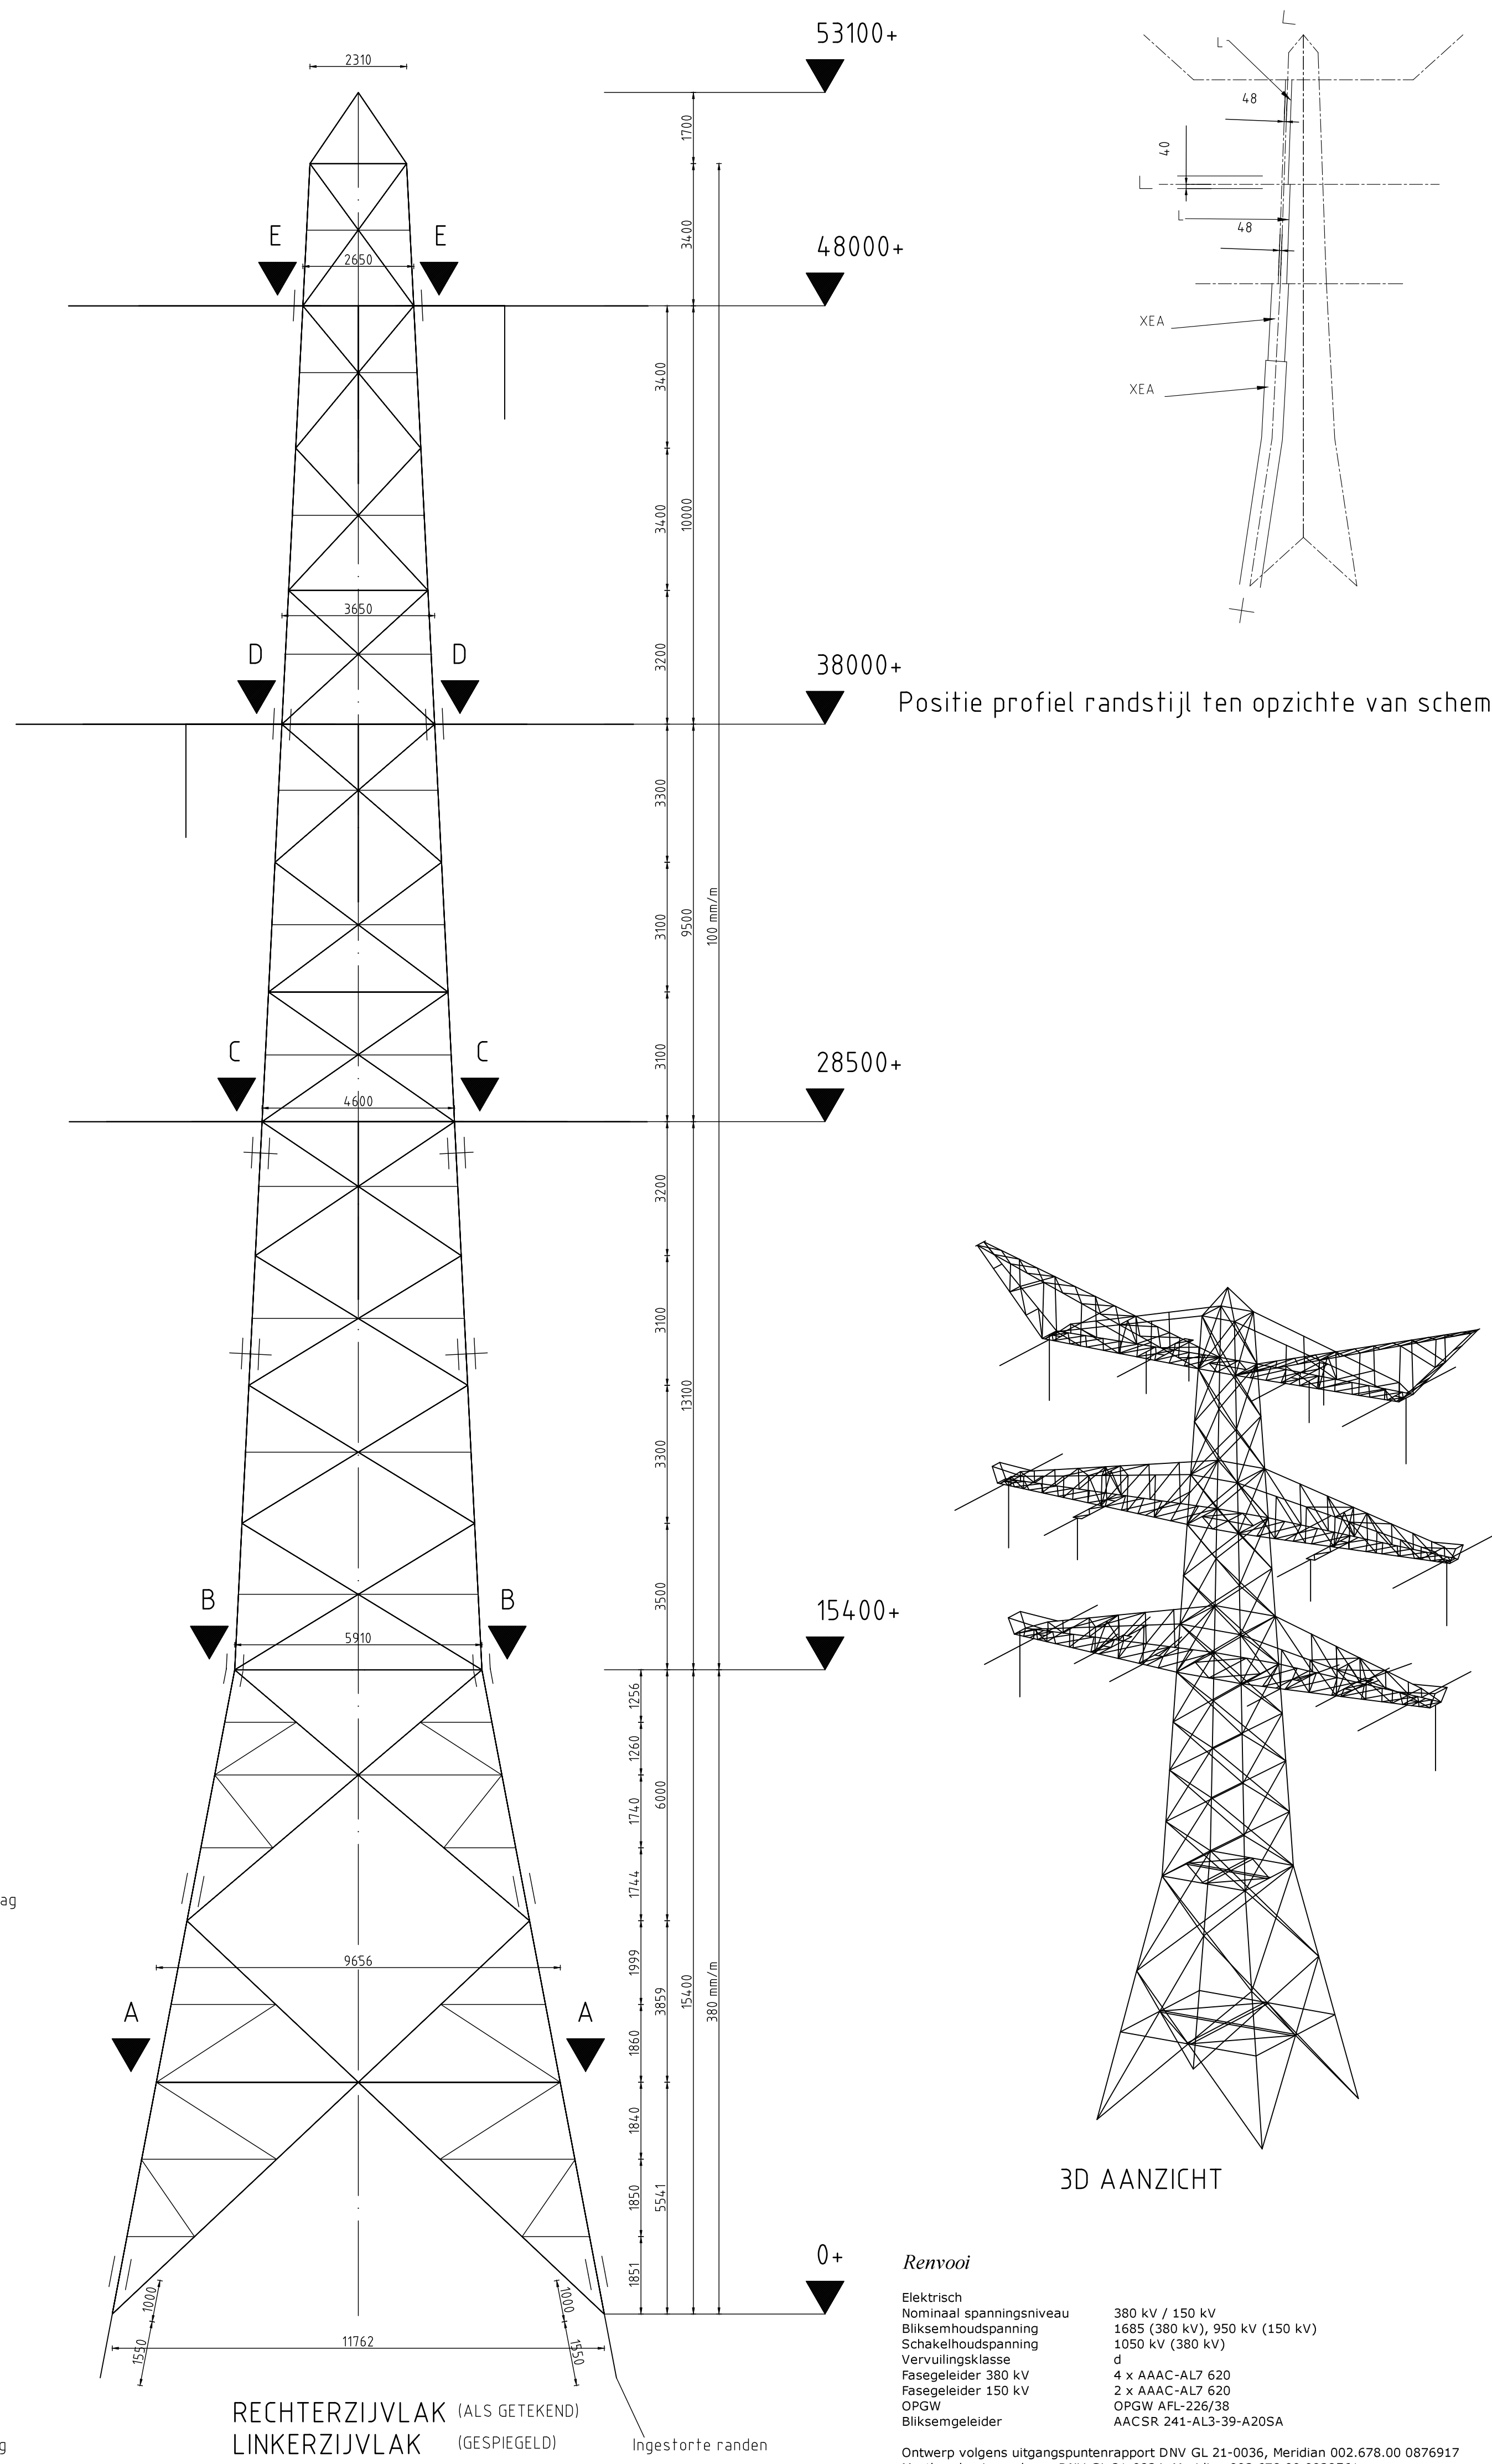 53100+
2310
1700
48
40
L
L
E
E
3400
48000+
2650
48
XEA
XEA
3400
3400
10000
3650
3200
D
D
38000+
Positie profiel randstijl ten opzichte van schem
3300
100 mm/m
9500
3100
3100
C
C
28500+
4600
3200
3100
13100
3300
3500
B
B
15400+
5910
1256
1260
6000
1740
1744
ag
9656
1999
3859
15400
380 mm/m
A
A
1860
1840
1850
5541
1851
3D AANZICHT
0+
1000
1000
1550
1550
11762
RECHTERZIJVLAK (ALS GETEKEND)
LINKERZIJVLAK (GESPIEGELD)
Ingestorte randen
g
Renvooi
Elektrisch
Nominaal spanningsniveau 380 kV / 150 kV
Bliksemhoudspanning 1685 (380 kV), 950 kV (150 kV)
Schakelhoudspanning 1050 kV (380 kV)
Vervuilingsklasse d
Fasegeleider 380 kV 4 x AAAC-AL7 620
Fasegeleider 150 kV 2 x AAAC-AL7 620
OPGW OPGW AFL-226/38
Bliksemgeleider AACSR 241-AL3-39-A20SA
Ontwerp volgens uitgangspuntenrapport DNV GL 21-0036, Meridian 002.678.00 0876917